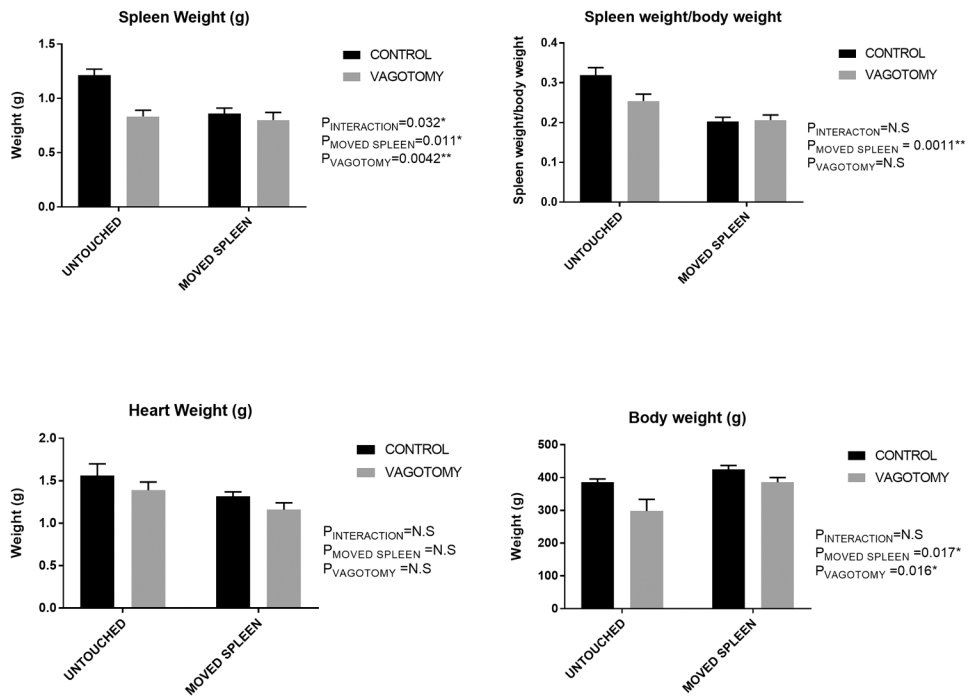 Spleen Weight (g)
Weight (g)
1.5
1.0
0.5
0.0
UNTOUCHED
MOVED SPLEEN
CONTROL
VAGOTOMY
PINTERACTION=0.032*
PMOVED SPLEEN=0.011*
PVAGOTOMY=0.0042**
Spleen weight/body weight
Spleen weight/body weight
0.4
0.3
0.2
0.1
0.0
UNTOUCHED
MOVED SPLEEN
CONTROL
VAGOTOMY
PINTERACTON=N.S
PMOVED SPLEEN = 0.0011**
PVAGOTOMY=N.S
Heart Weight (g)
Weight (g)
2.0
1.5
1.0
0.5
0.0
UNTOUCHED
MOVED SPLEEN
CONTROL
VAGOTOMY
PINTERACTION=N.S
PMOVED SPLEEN =N.S
PVAGOTOMY =N.S
Body weight (g)
Weight (g)
500
400
300
200
100
0
UNTOUCHED
MOVED SPLEEN
CONTROL
VAGOTOMY
PINTERACTION=N.S
PMOVED SPLEEN =0.017*
PVAGOTOMY =0.016*